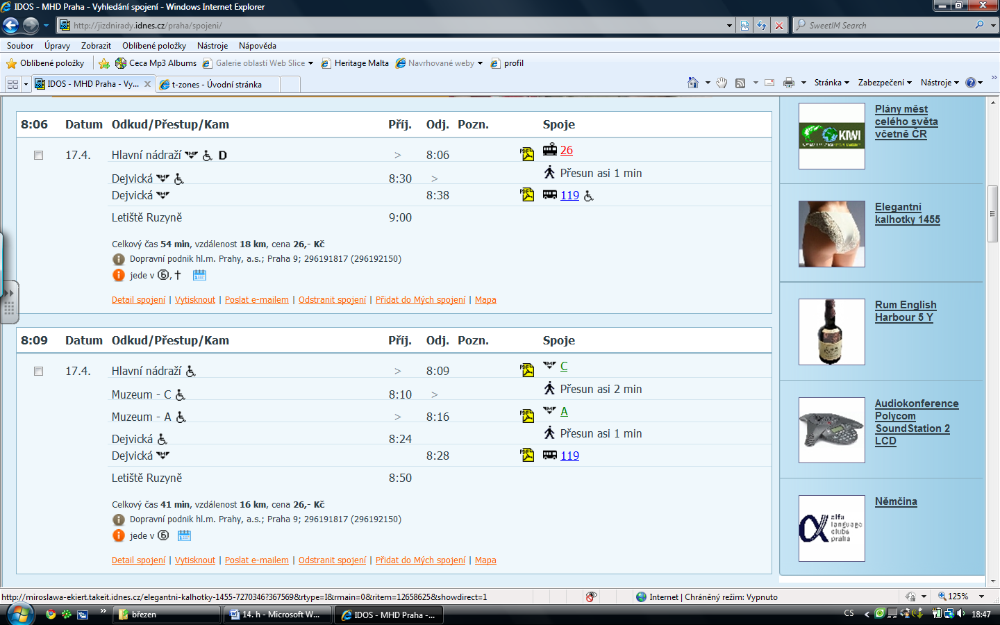 IDOS - MHD Praha - Vyhledání spojení - Windows Internet Explorer
http://jizdnirady.idnes.cz/praha/spojeni/
SweetIM Search
Soubor Úpravy Zobrazit Oblíbené položky Nástroje Nápověda
Oblíbené položky Ceca Mp3 Albums Galerie oblastí Web Slice Heritage Malta Navrhované weby profil
IDOS - MHD Praha - Vy... t-zones - Úvodní stránka Stránka Zabezpečení Nástroje
8:06 Datum Odkud/Přestup/Kam Příj. Odj. Pozn. Spoje
17.4. Hlavní nádraží D > 8:06 26
Přesun asi 1 min
Dejvická 8:30 >
Dejvická 8:38 119
Letiště Ruzyně 9:00
Celkový čas 54 min, vzdálenost 18 km, cena 26,- Kč
Dopravní podnik hl.m. Prahy, a.s.; Praha 9; 296191817 (296192150)
jede v ⑥, ✝
Detail spojení | Vytisknout | Poslat e-mailem | Odstranit spojení | Přidat do Mých spojení | Mapa
8:09 Datum Odkud/Přestup/Kam Příj. Odj. Pozn. Spoje
17.4. Hlavní nádraží > 8:09 C
Přesun asi 2 min
Muzeum - C 8:10 >
Muzeum - A > 8:16 A
Přesun asi 1 min
Dejvická 8:24
Dejvická 8:28 119
Letiště Ruzyně 8:50
Celkový čas 41 min, vzdálenost 16 km, cena 26,- Kč
Dopravní podnik hl.m. Prahy, a.s.; Praha 9; 296191817 (296192150)
jede v ⑥
Detail spojení | Vytisknout | Poslat e-mailem | Odstranit spojení | Přidat do Mých spojení | Mapa
Plány měst
celého světa
včetně ČR
KIWI
Elegantní
kalhotky 1455
Rum English
Harbour 5 Y
Audiokonference
Polycom
SoundStation 2
LCD
Němčina
alfa
language
clubs
praha
http://miroslawa-ekiert.takeit.idnes.cz/elegantni-kalhotky-1455-7270346?367569&rtype=I&rmain=0&ritem=12658625&showdirect=1
Internet | Chráněný režim: Vypnuto
125%
březen 14. h - Microsoft W... IDOS - MHD Praha -... CS 18:47